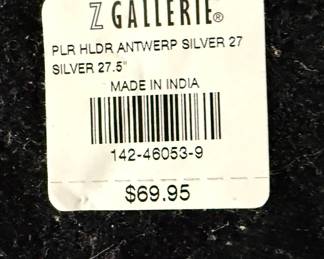 Z GALLERIE®
PLR HLDR ANTWERP SILVER 27
SILVER 27.5"
MADE IN INDIA
142-46053-9
$69.95